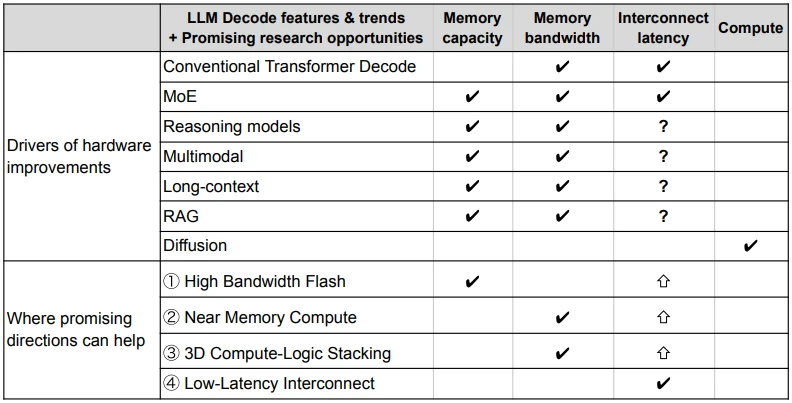 LLM Decode features & trends + Promising research opportunities Memory capacity Memory bandwidth Interconnect latency Compute
Drivers of hardware improvements
Conventional Transformer Decode ✔ ✔
MoE ✔ ✔ ✔
Reasoning models ✔ ✔ ?
Multimodal ✔ ✔ ?
Long-context ✔ ✔ ?
RAG ✔ ✔ ?
Diffusion ✔
Where promising directions can help
① High Bandwidth Flash ✔ ⇧
② Near Memory Compute ✔ ⇧
③ 3D Compute-Logic Stacking ✔ ⇧
④ Low-Latency Interconnect ✔